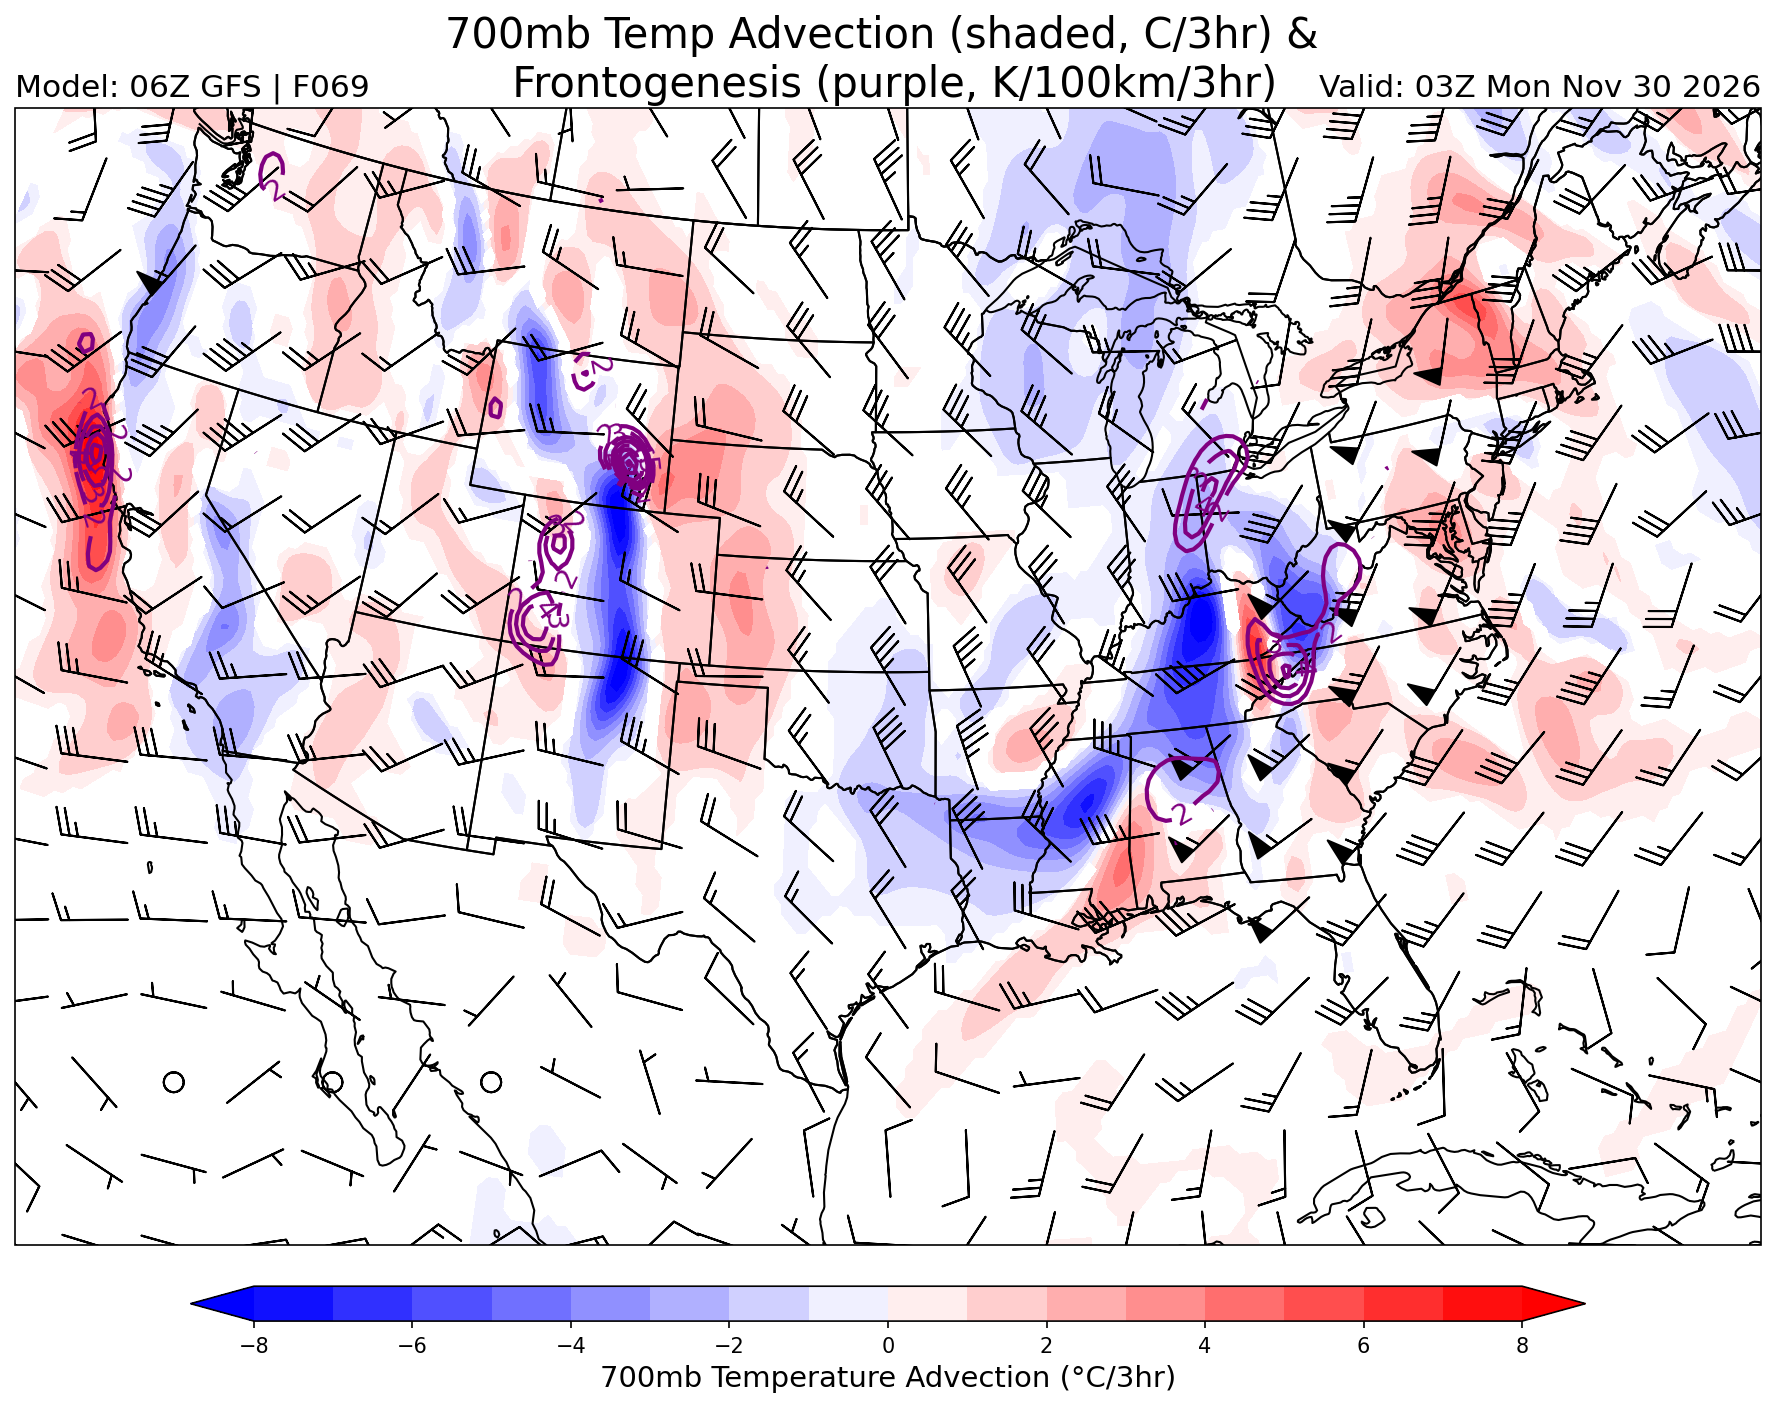 700mb Temp Advection (shaded, C/3hr) &
Frontogenesis (purple, K/100km/3hr)
Model: 06Z GFS | F069
Valid: 03Z Mon Nov 30 2026
−8 −6 −4 −2 0 2 4 6 8
700mb Temperature Advection (°C/3hr)